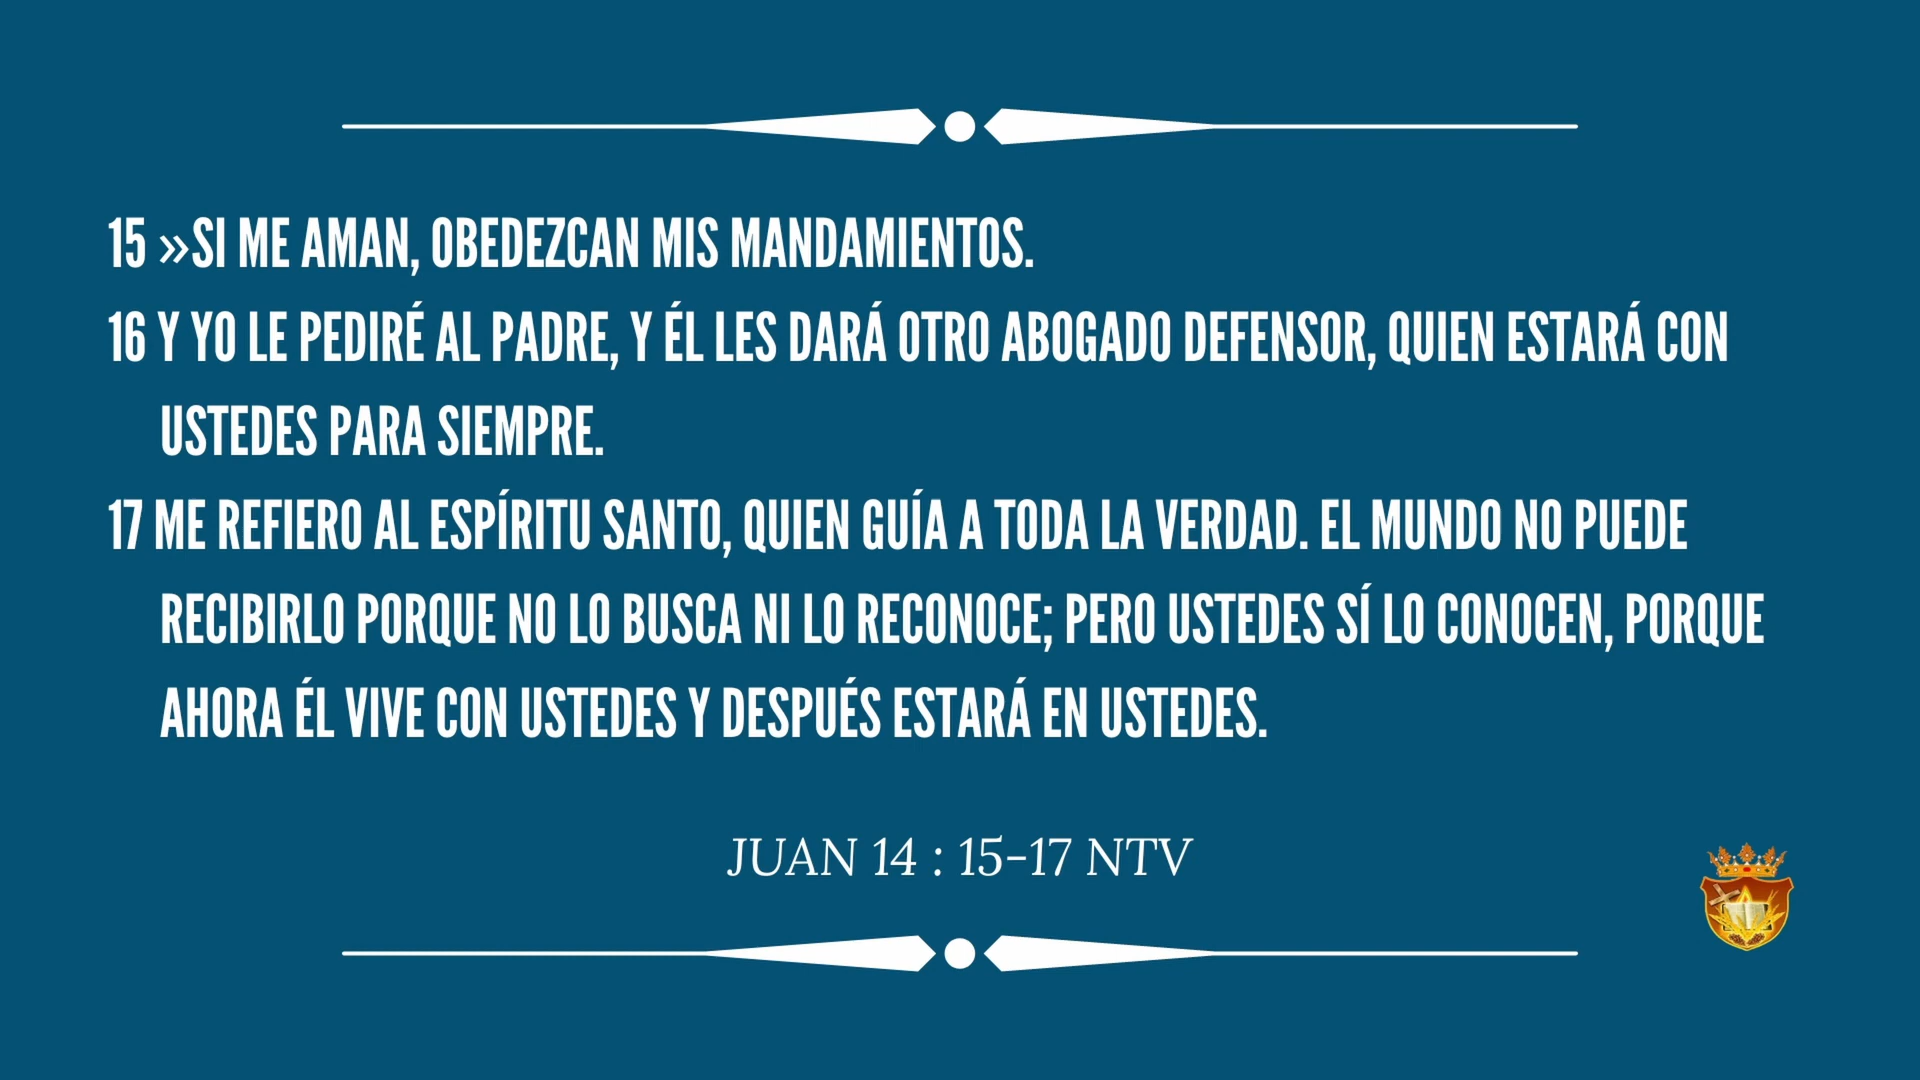 15 »SI ME AMAN, OBEDEZCAN MIS MANDAMIENTOS.
16 Y YO LE PEDIRÉ AL PADRE, Y ÉL LES DARÁ OTRO ABOGADO DEFENSOR, QUIEN ESTARÁ CON
USTEDES PARA SIEMPRE.
17 ME REFIERO AL ESPÍRITU SANTO, QUIEN GUÍA A TODA LA VERDAD. EL MUNDO NO PUEDE
RECIBIRLO PORQUE NO LO BUSCA NI LO RECONOCE; PERO USTEDES SÍ LO CONOCEN, PORQUE
AHORA ÉL VIVE CON USTEDES Y DESPUÉS ESTARÁ EN USTEDES.
JUAN 14 : 15-17 NTV